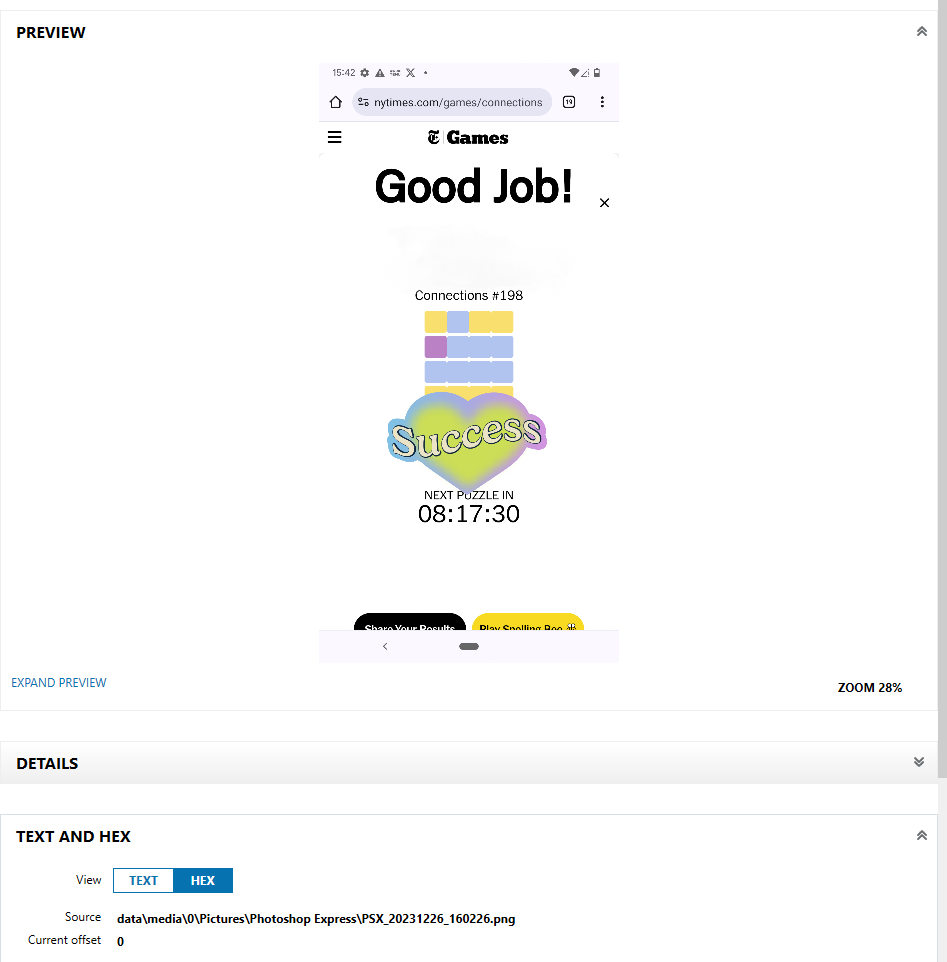 PREVIEW
15:42
nytimes.com/games/connections
19
T Games
Good Job!
Connections #198
Success
NEXT PUZZLE IN
08:17:30
Share Your Results
Play Spelling Bee
EXPAND PREVIEW
ZOOM 28%
DETAILS
TEXT AND HEX
View TEXT HEX
Source data\media\0\Pictures\Photoshop Express\PSX_20231226_160226.png
Current offset 0